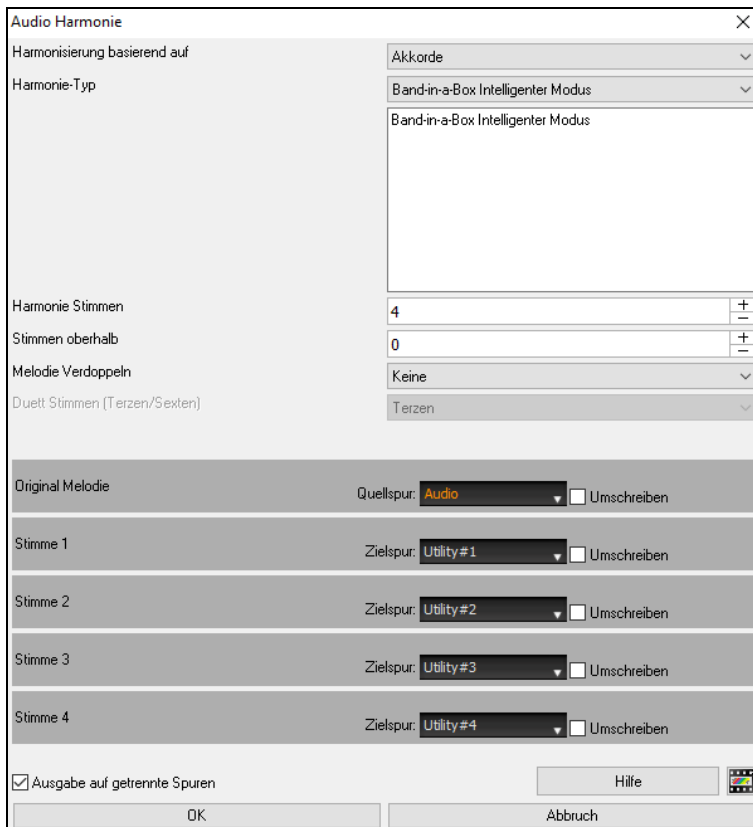 Audio Harmonie
Harmonisierung basierend auf Akkorde
Harmonie-Typ Band-in-a-Box Intelligenter Modus
Band-in-a-Box Intelligenter Modus
Harmonie Stimmen 4
Stimmen oberhalb 0
Melodie Verdoppeln Keine
Duett Stimmen (Terzen/Sexten) Terzen
Original Melodie Quellspur: Audio Umschreiben
Stimme 1 Zielspur: Utility#1 Umschreiben
Stimme 2 Zielspur: Utility#2 Umschreiben
Stimme 3 Zielspur: Utility#3 Umschreiben
Stimme 4 Zielspur: Utility#4 Umschreiben
Ausgabe auf getrennte Spuren Hilfe
OK Abbruch